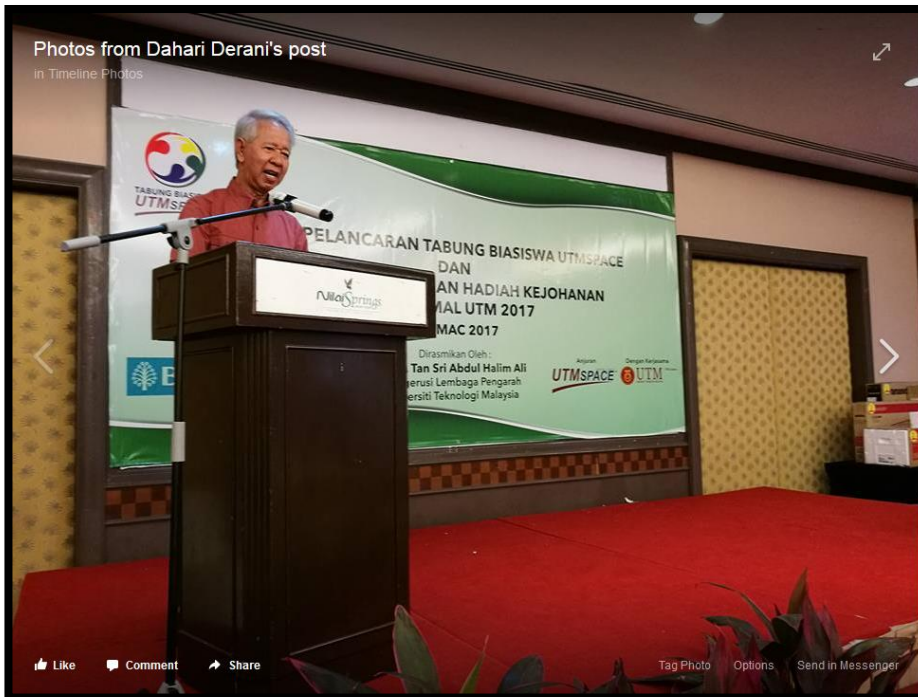 Photos from Dahari Derani's post
in Timeline Photos
TABUNG BIASIS
UTMSP
PELANCARAN TABUNG BIASISWA UTMSPACE
DAN
AN HADIAH KEJOHANAN
MAL UTM 2017
MAC 2017
Dirasmikan Oleh :
Tan Sri Abdul Halim Ali
gerusi Lembaga Pengarah
ersiti Teknologi Malaysia
Anjuran
UTMSPACE
Dengan Kerjasama
UTM
B
NilaiSprings
Like
Comment
Share
Tag Photo
Options
Send in Messenger